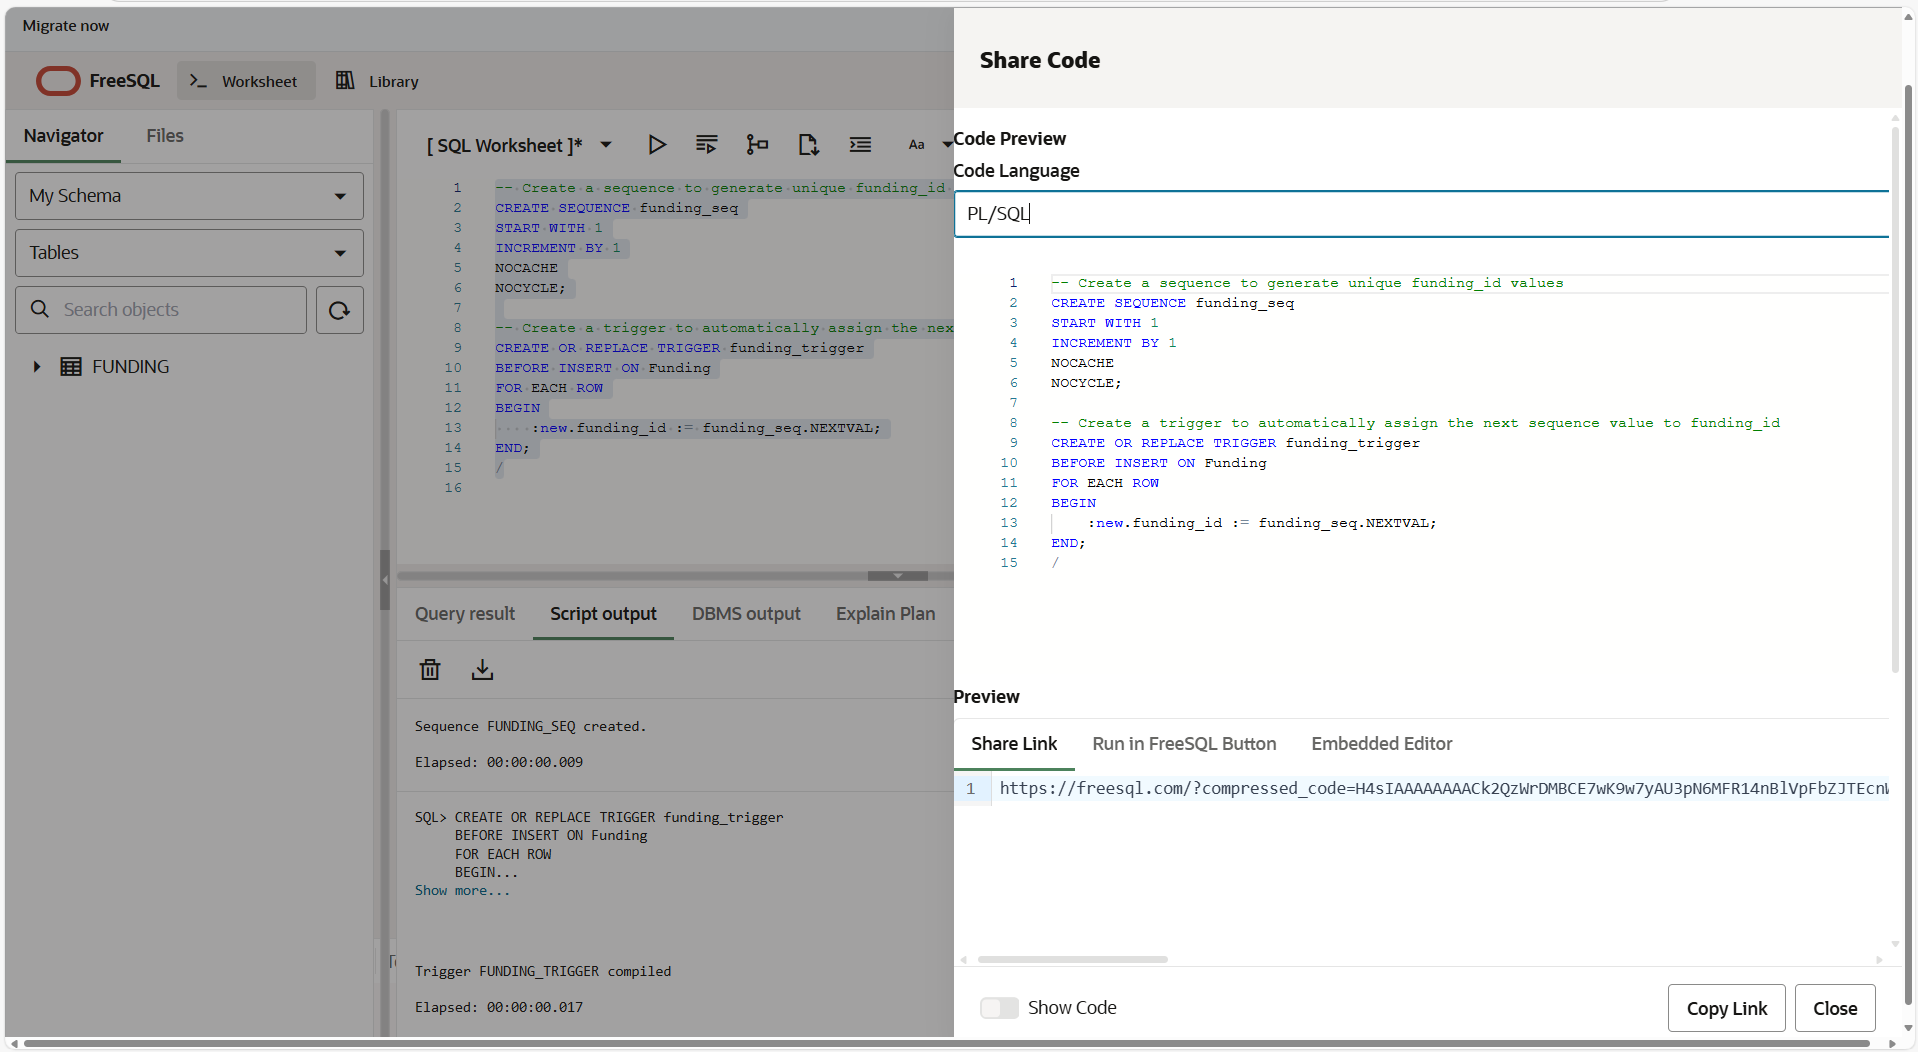 Migrate now
FreeSQL
Worksheet
Library
Navigator
Files
My Schema
Tables
Search objects
FUNDING
[ SQL Worksheet ]*
Aa
1 -- Create a sequence to generate unique funding_id
2 CREATE SEQUENCE funding_seq
3 START WITH 1
4 INCREMENT BY 1
5 NOCACHE
6 NOCYCLE;
7
8 -- Create a trigger to automatically assign the nex
9 CREATE OR REPLACE TRIGGER funding_trigger
10 BEFORE INSERT ON Funding
11 FOR EACH ROW
12 BEGIN
13 :new.funding_id := funding_seq.NEXTVAL;
14 END;
15 /
16
Query result
Script output
DBMS output
Explain Plan
Sequence FUNDING_SEQ created.
Elapsed: 00:00:00.009
SQL> CREATE OR REPLACE TRIGGER funding_trigger
BEFORE INSERT ON Funding
FOR EACH ROW
BEGIN...
Show more...
Trigger FUNDING_TRIGGER compiled
Elapsed: 00:00:00.017
Share Code
Code Preview
Code Language
PL/SQL
1 -- Create a sequence to generate unique funding_id values
2 CREATE SEQUENCE funding_seq
3 START WITH 1
4 INCREMENT BY 1
5 NOCACHE
6 NOCYCLE;
7
8 -- Create a trigger to automatically assign the next sequence value to funding_id
9 CREATE OR REPLACE TRIGGER funding_trigger
10 BEFORE INSERT ON Funding
11 FOR EACH ROW
12 BEGIN
13 :new.funding_id := funding_seq.NEXTVAL;
14 END;
15 /
Preview
Share Link
Run in FreeSQL Button
Embedded Editor
1 https://freesql.com/?compressed_code=H4sIAAAAAAAACk2QzWrDMBCE7wK9w7yAU3pN6MFR14nBlVpFbZJTEcn
Show Code
Copy Link
Close